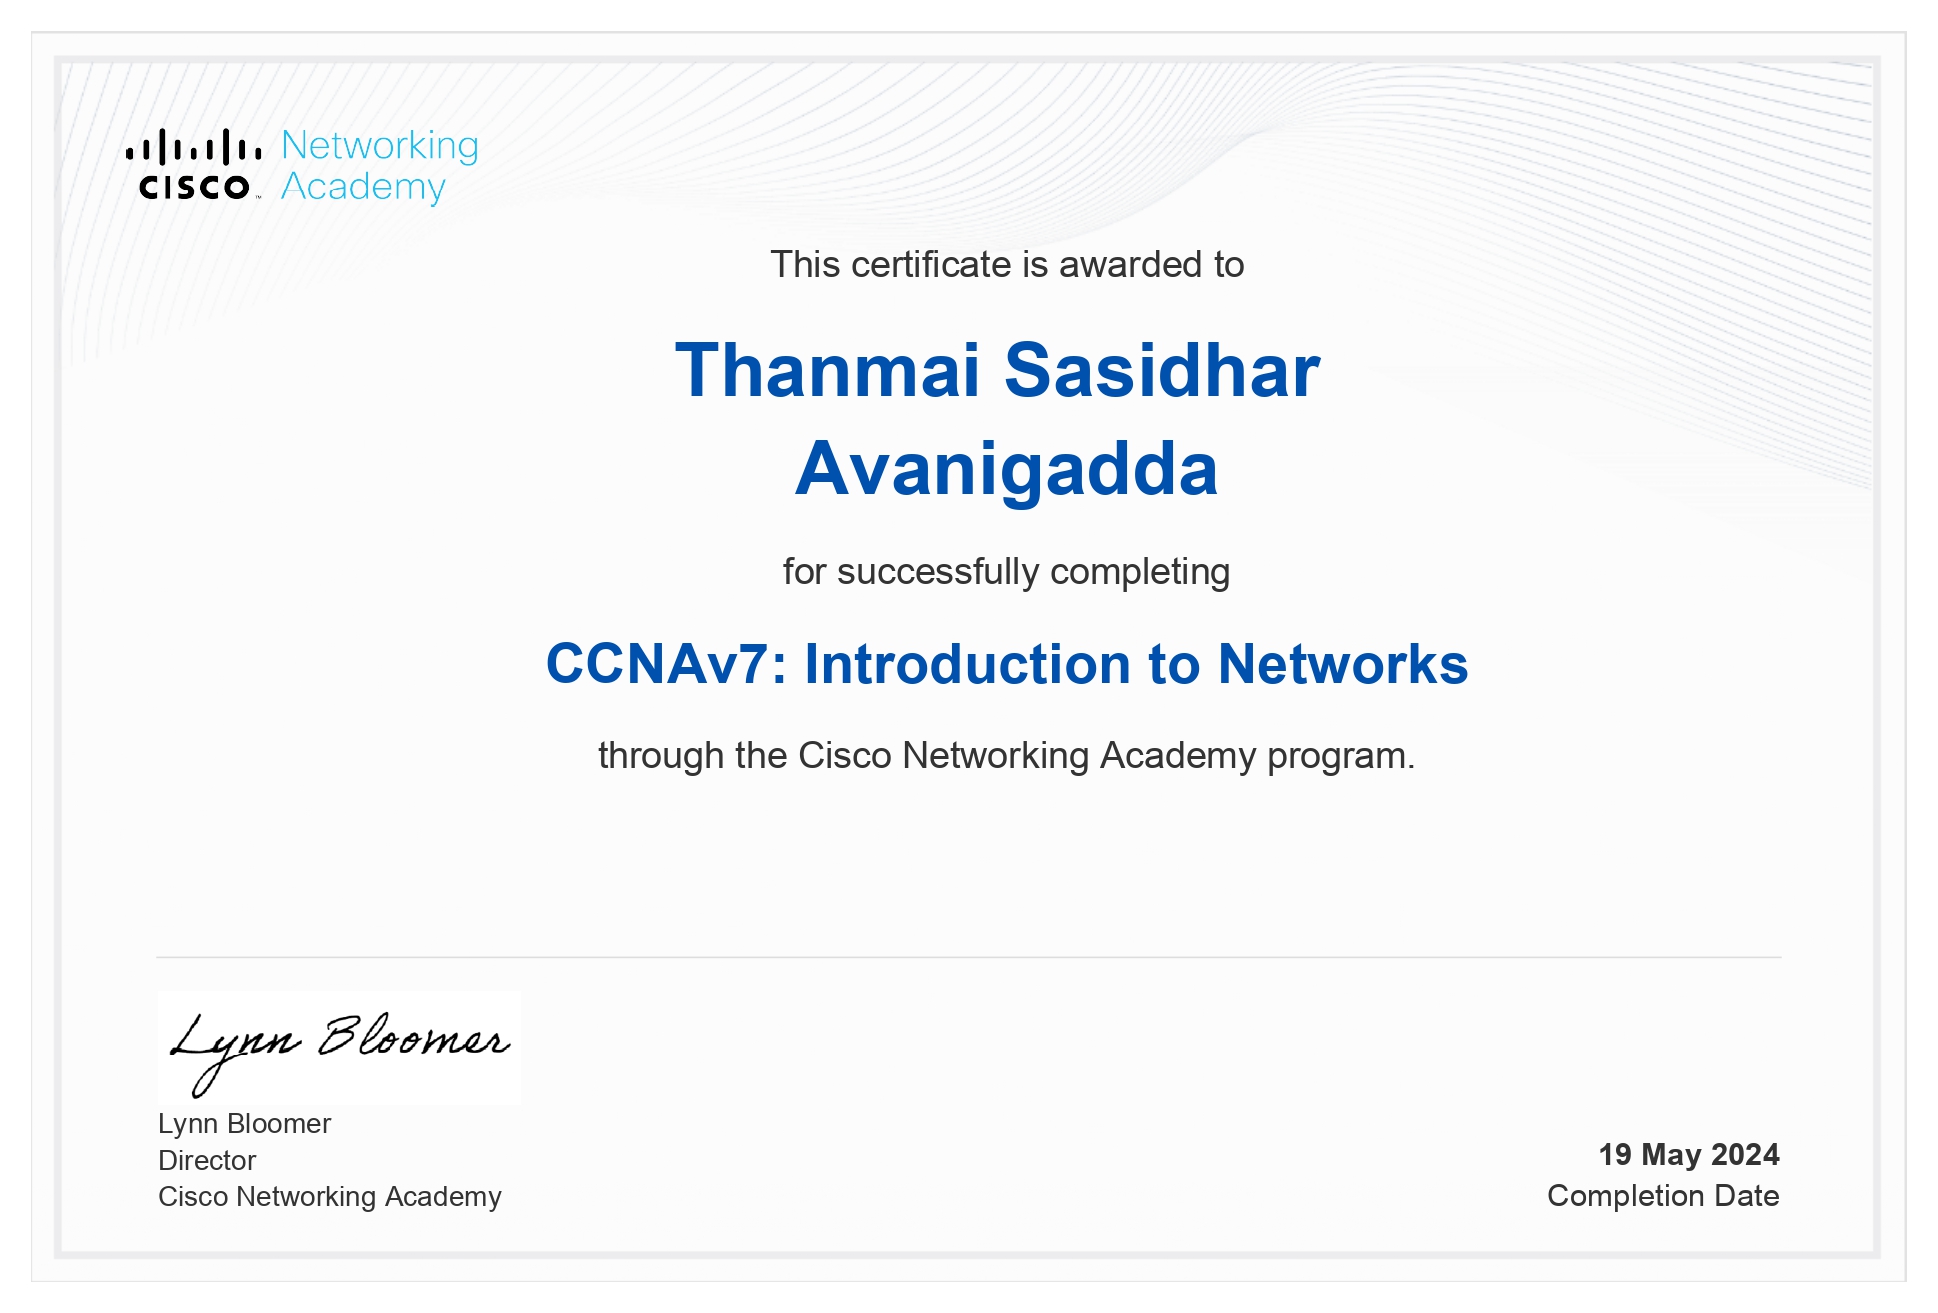 cisco™ Networking
Academy
This certificate is awarded to
Thanmai Sasidhar
Avanigadda
for successfully completing
CCNAv7: Introduction to Networks
through the Cisco Networking Academy program.
Lynn Bloomer
Lynn Bloomer
Director
Cisco Networking Academy
19 May 2024
Completion Date